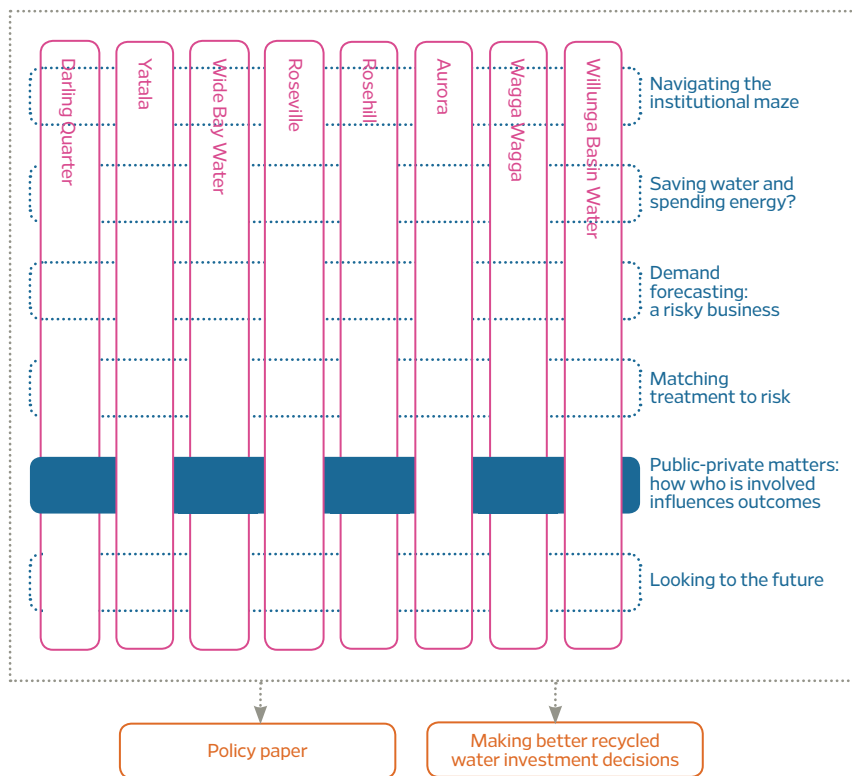 Darling Quarter
Yatala
Wide Bay Water
Roseville
Rosehill
Aurora
Wagga Wagga
Willunga Basin Water
Navigating the
institutional maze
Saving water and
spending energy?
Demand
forecasting:
a risky business
Matching
treatment to risk
Public-private matters:
how who is involved
influences outcomes
Looking to the future
Policy paper
Making better recycled
water investment decisions